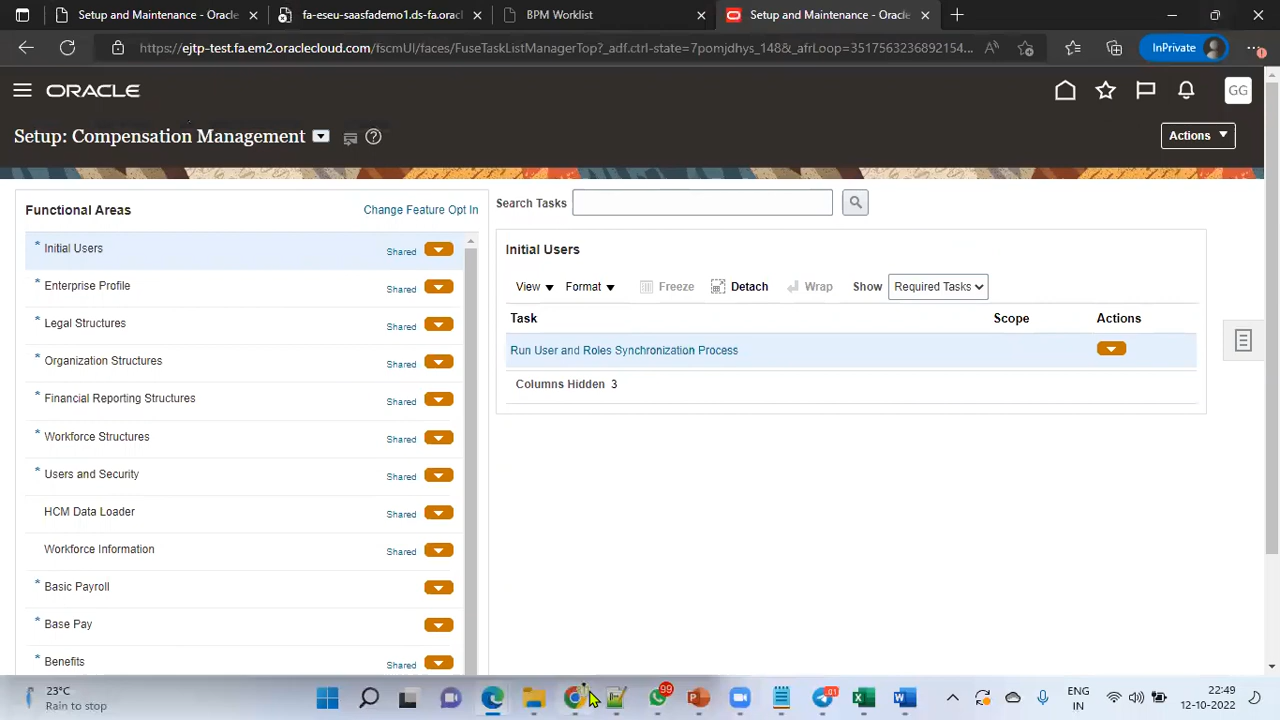 Setup and Maintenance - Oracle
fa-eseu-saasfademo1.ds-fa.oracl
BPM Worklist
Setup and Maintenance - Oracle
https://ejtp-test.fa.em2.oraclecloud.com/fscmUI/faces/FuseTaskListManagerTop?_adf.ctrl-state=7pomjdhys_148&_afrLoop=3517563236892154...
InPrivate
ORACLE
GG
Setup: Compensation Management
Actions
Functional Areas
Change Feature Opt In
Search Tasks
* Initial Users Shared
* Enterprise Profile Shared
* Legal Structures Shared
* Organization Structures Shared
* Financial Reporting Structures Shared
* Workforce Structures Shared
* Users and Security Shared
HCM Data Loader Shared
Workforce Information Shared
* Basic Payroll
* Base Pay
* Benefits Shared
Initial Users
View Format Freeze Detach Wrap Show Required Tasks
Task Scope Actions
Run User and Roles Synchronization Process
Columns Hidden 3
23°C
Rain to stop
99
01
ENG
IN
22:49
12-10-2022